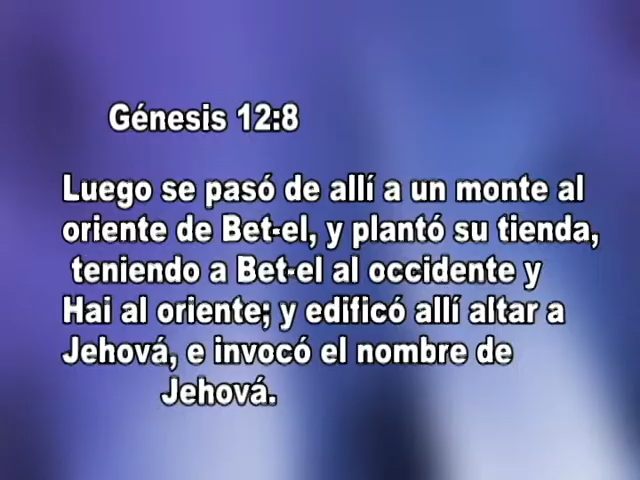 Génesis 12:8
Luego se pasó de allí a un monte al
oriente de Bet-el, y plantó su tienda,
teniendo a Bet-el al occidente y
Hai al oriente; y edificó allí altar a
Jehová, e invocó el nombre de
Jehová.